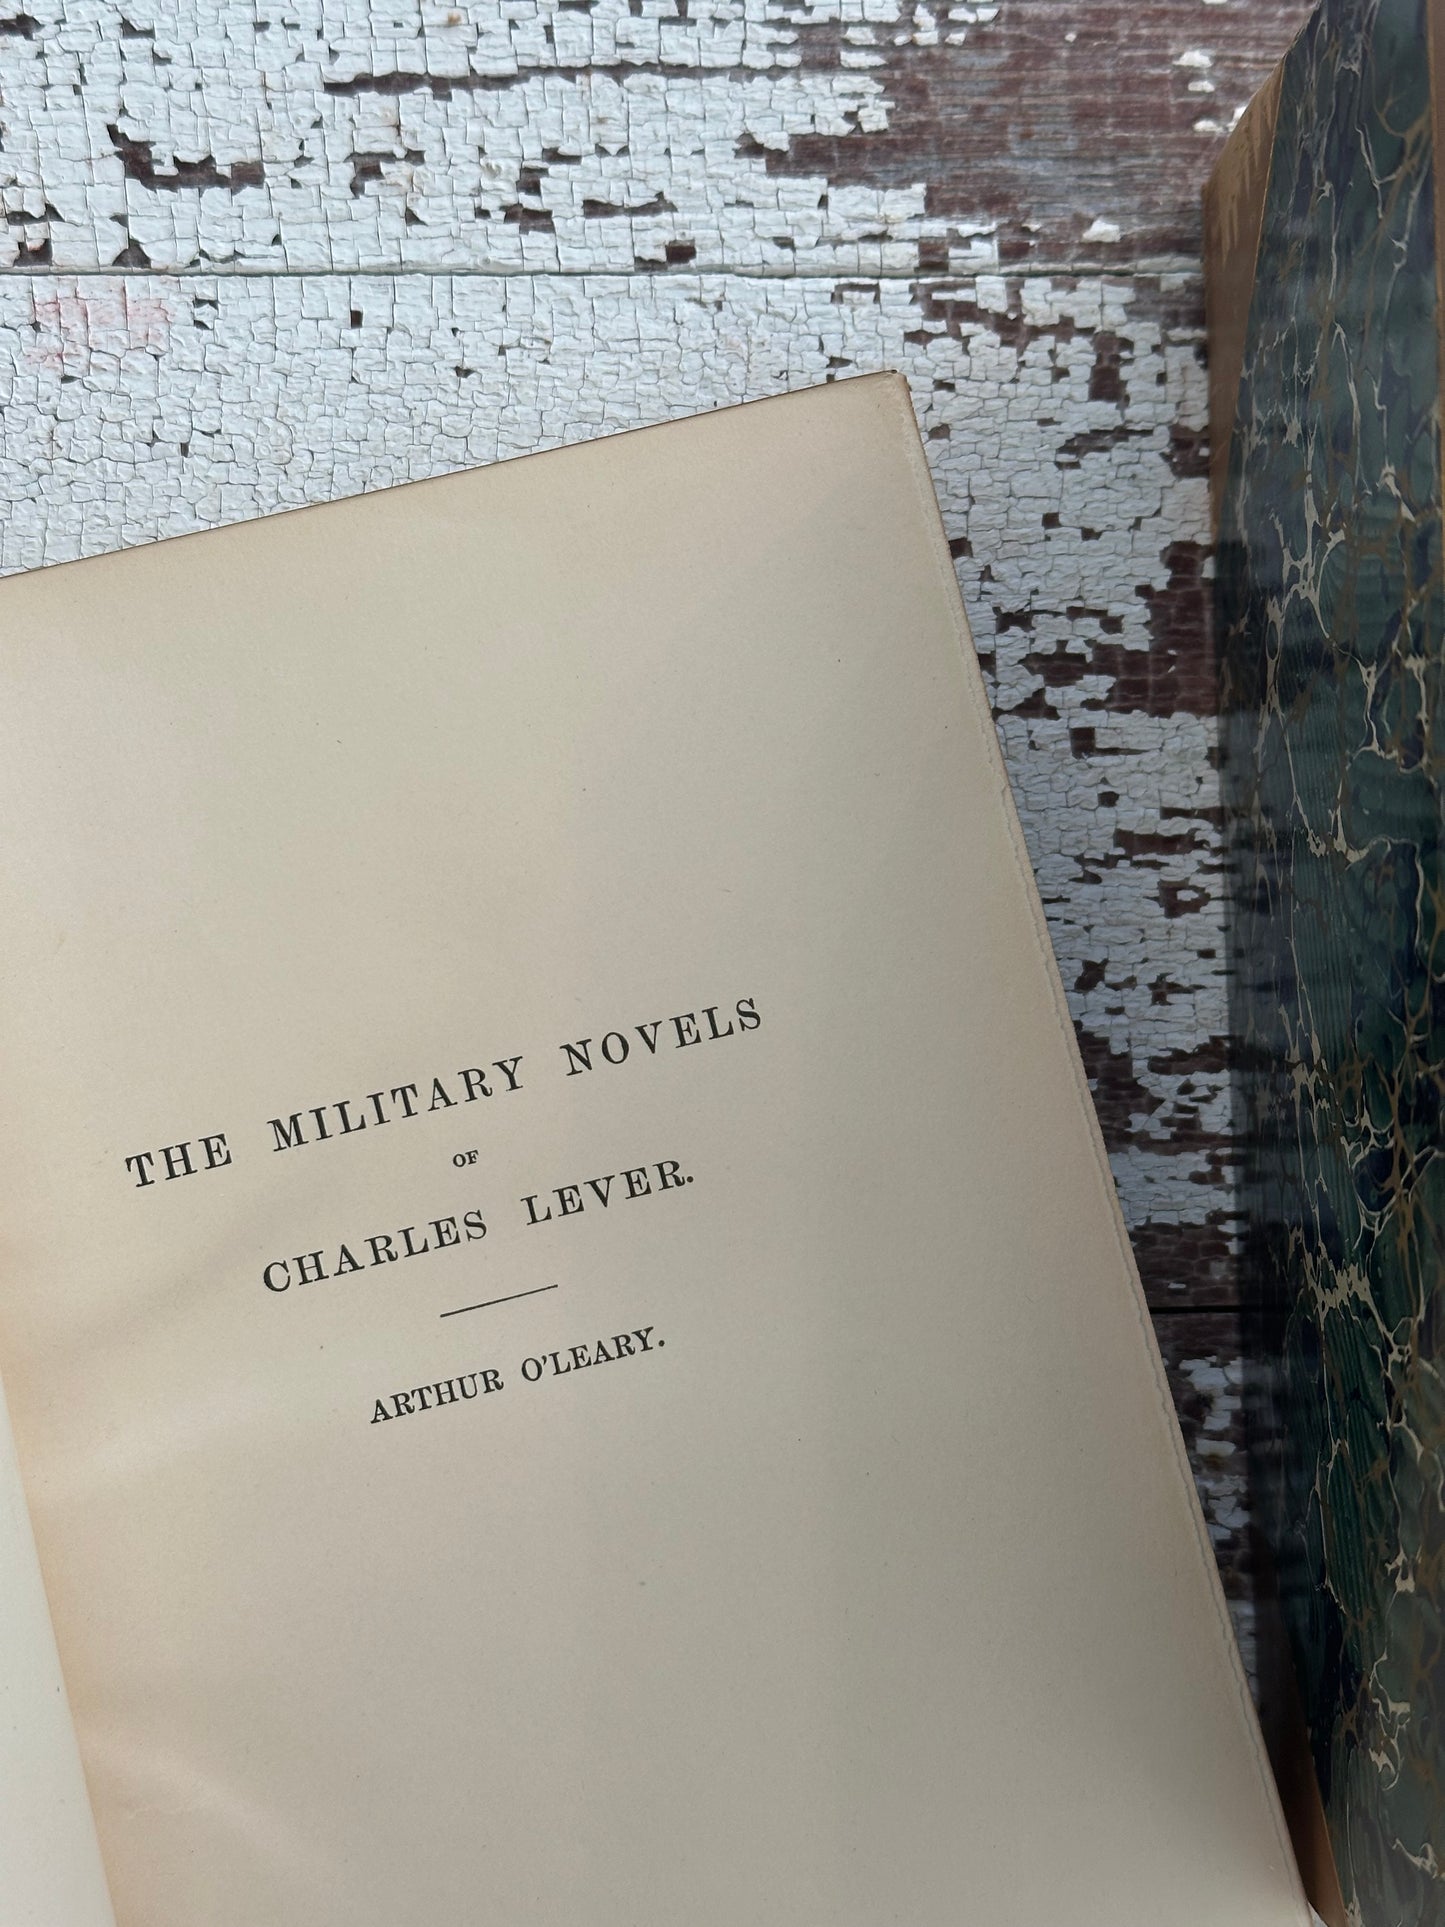 THE MILITARY NOVELS
OF
CHARLES LEVER.
ARTHUR O'LEARY.